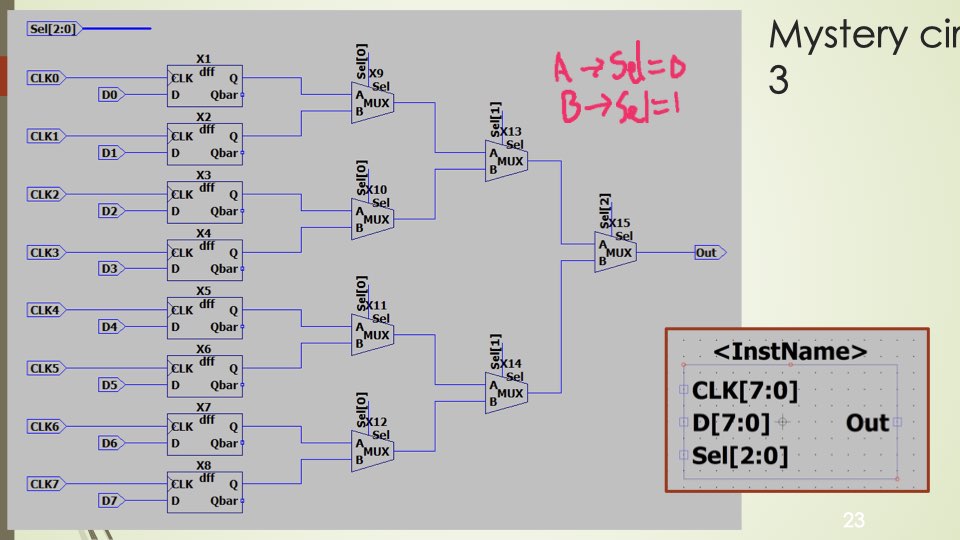 Sel[2:0]
Mystery cir
3
A → Sel = 0
B → Sel = 1
CLK0
D0
X1
CLK dff Q
D Qbar
CLK1
D1
X2
CLK dff Q
D Qbar
CLK2
D2
X3
CLK dff Q
D Qbar
CLK3
D3
X4
CLK dff Q
D Qbar
CLK4
D4
X5
CLK dff Q
D Qbar
CLK5
D5
X6
CLK dff Q
D Qbar
CLK6
D6
X7
CLK dff Q
D Qbar
CLK7
D7
X8
CLK dff Q
D Qbar
Sel[0]
X9
Sel
A
MUX
B
Sel[0]
X10
Sel
A
MUX
B
Sel[0]
X11
Sel
A
MUX
B
Sel[0]
X12
Sel
A
MUX
B
Sel[1]
X13
Sel
A
MUX
B
Sel[1]
X14
Sel
A
MUX
B
Sel[2]
X15
Sel
A
MUX
B
Out
<InstName>
CLK[7:0]
D[7:0] Out
Sel[2:0]
23